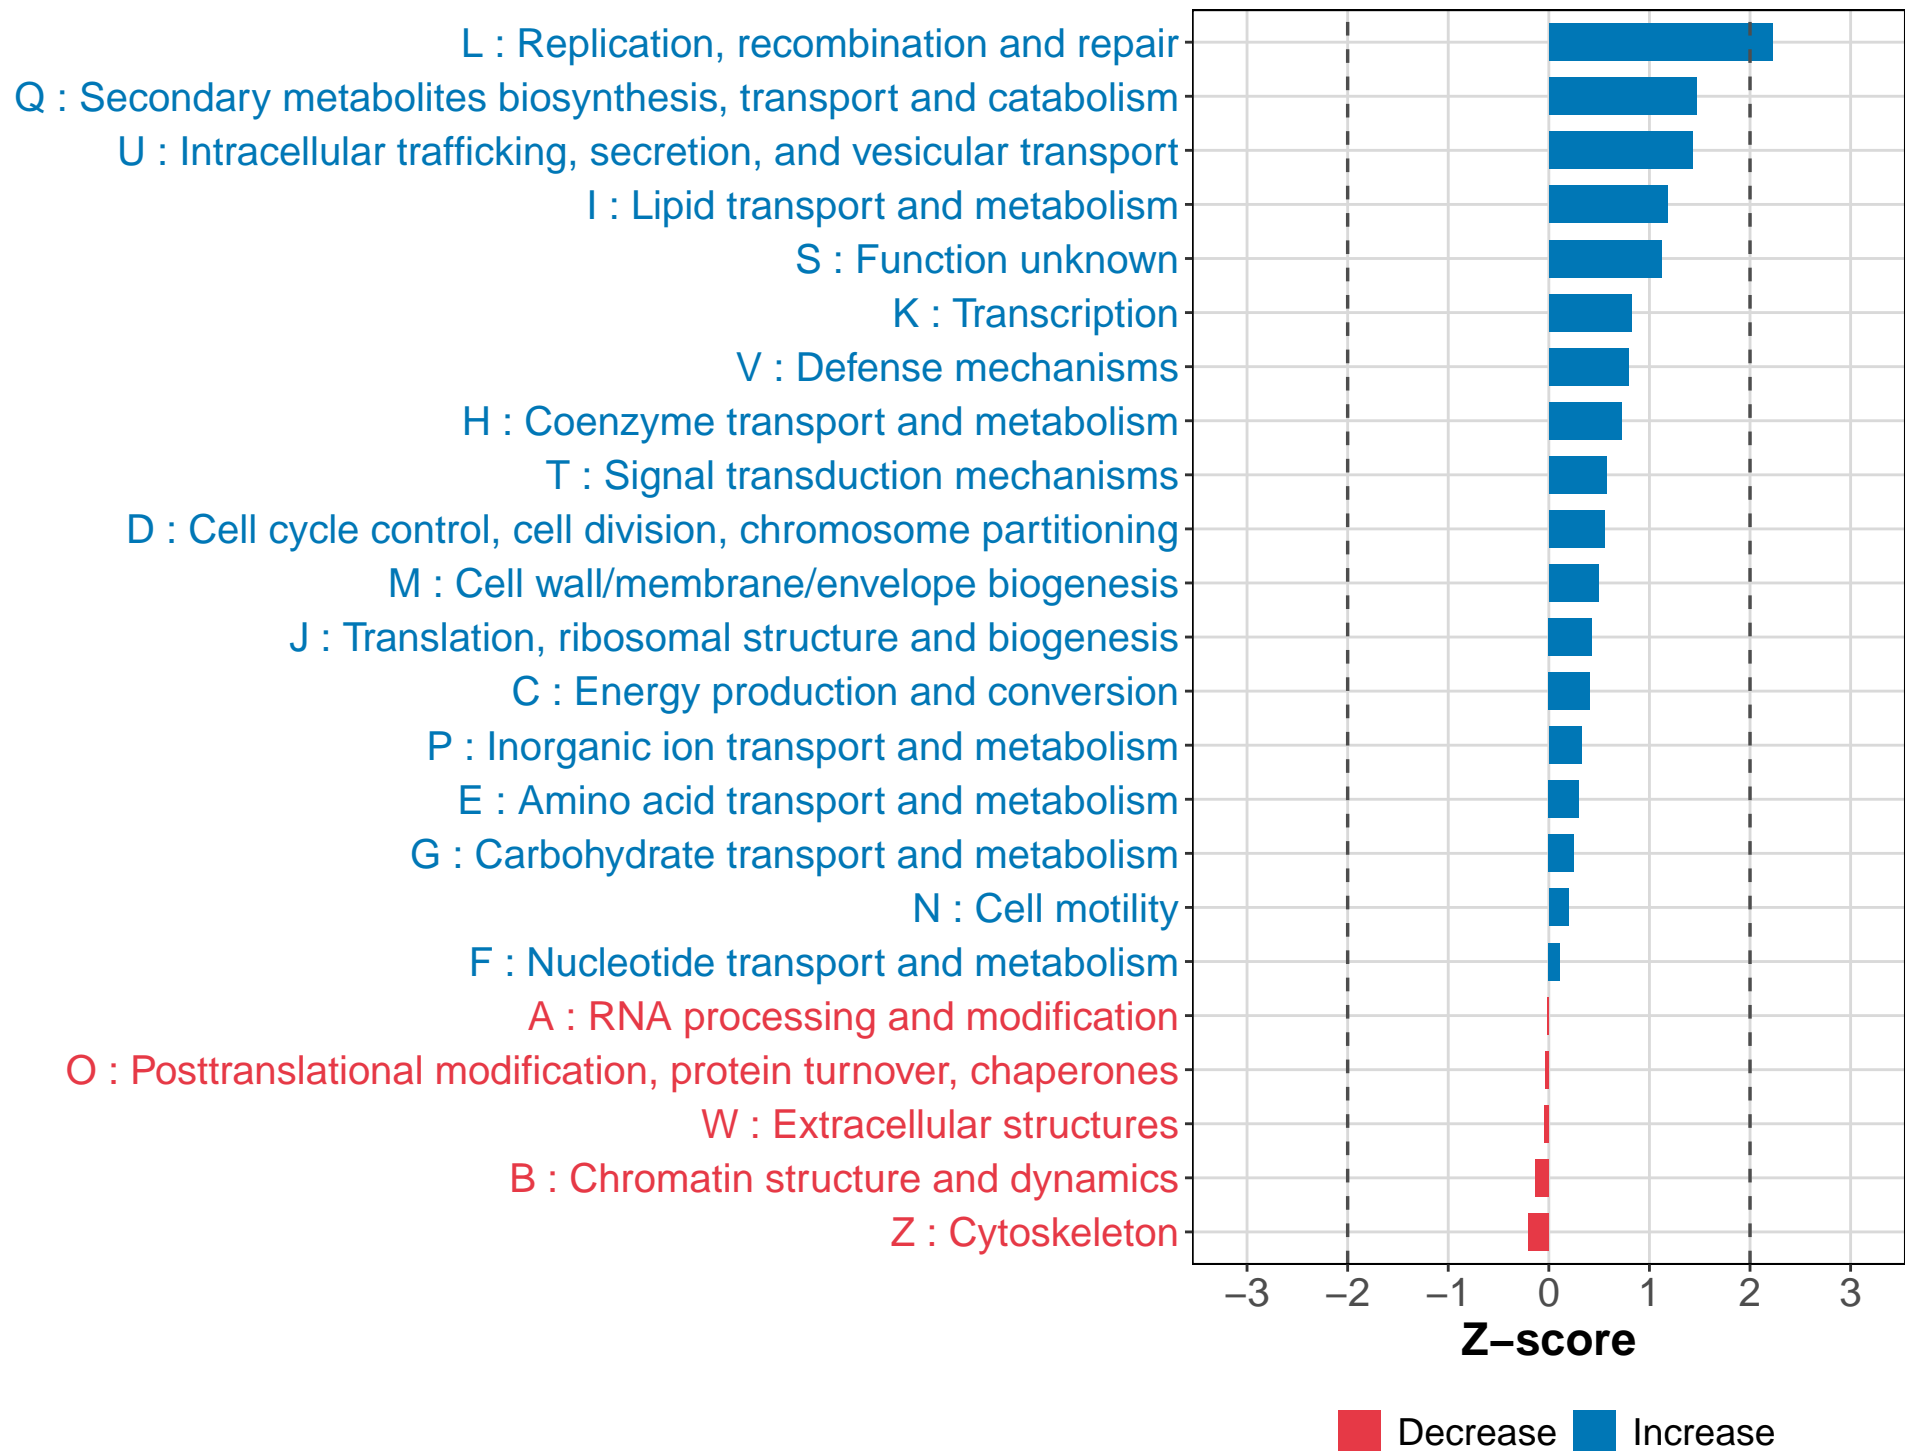 L : Replication, recombination and repair
Q : Secondary metabolites biosynthesis, transport and catabolism
U : Intracellular trafficking, secretion, and vesicular transport
I : Lipid transport and metabolism
S : Function unknown
K : Transcription
V : Defense mechanisms
H : Coenzyme transport and metabolism
T : Signal transduction mechanisms
D : Cell cycle control, cell division, chromosome partitioning
M : Cell wall/membrane/envelope biogenesis
J : Translation, ribosomal structure and biogenesis
C : Energy production and conversion
P : Inorganic ion transport and metabolism
E : Amino acid transport and metabolism
G : Carbohydrate transport and metabolism
N : Cell motility
F : Nucleotide transport and metabolism
A : RNA processing and modification
O : Posttranslational modification, protein turnover, chaperones
W : Extracellular structures
B : Chromatin structure and dynamics
Z : Cytoskeleton
−3 −2 −1 0 1 2 3
Z−score
Decrease Increase